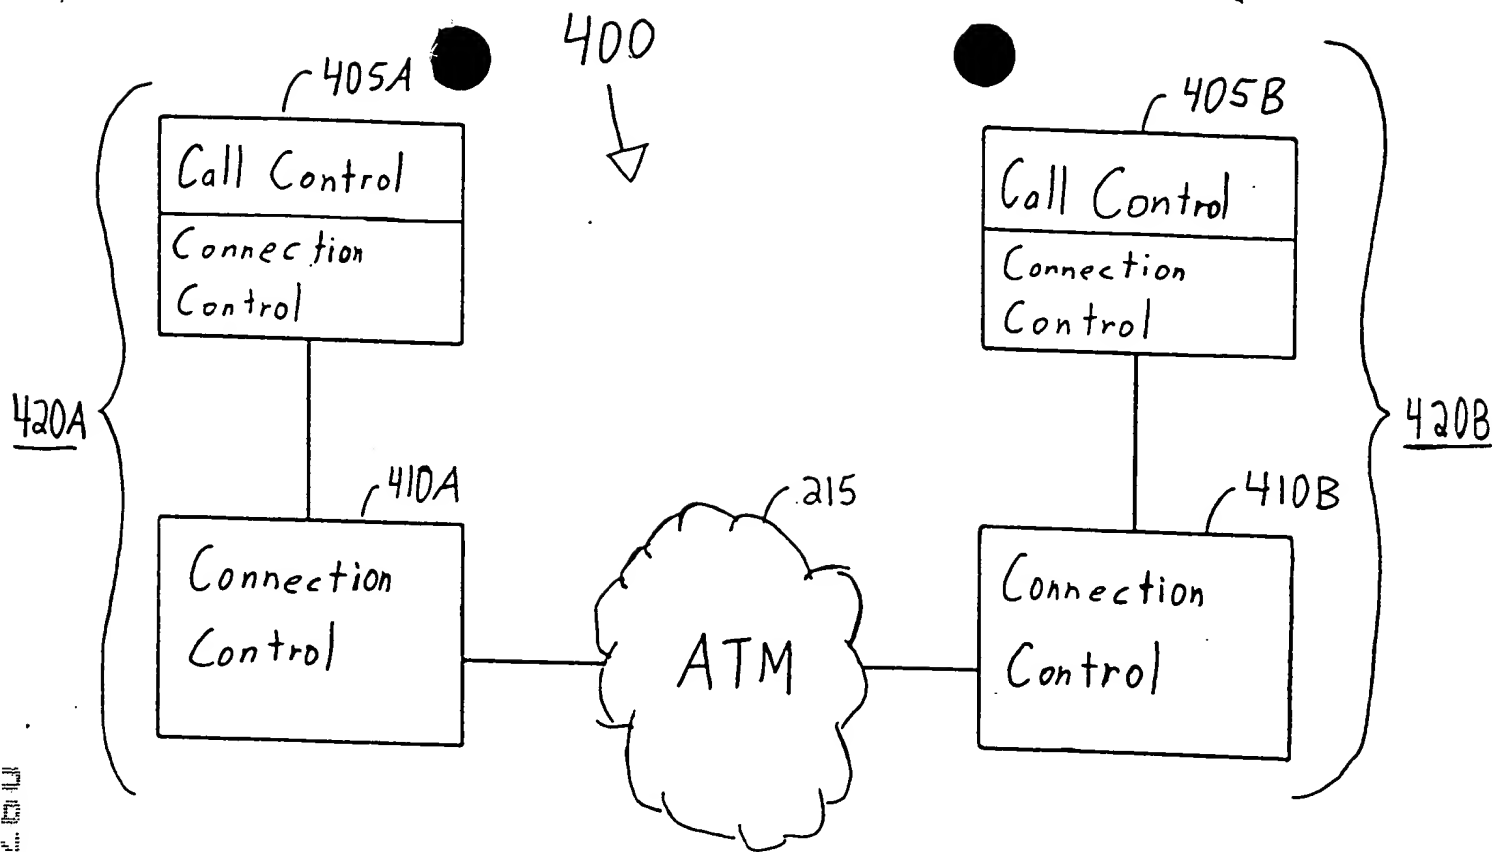 400
405A
405B
Call Control
Connection
Control
Call Control
Connection
Control
420A
420B
410A
215
410B
Connection
Control
ATM
Connection
Control